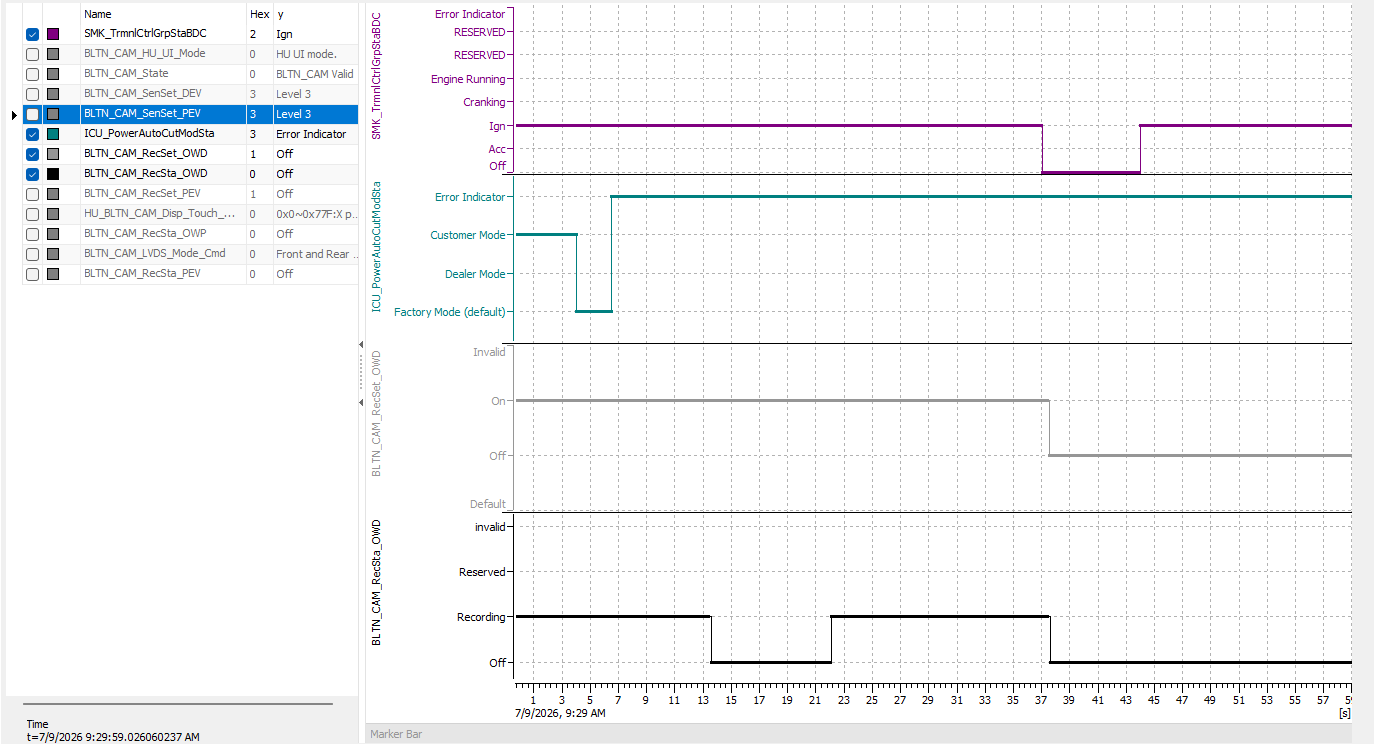 Name Hex y
SMK_TrmnlCtrlGrpStaBDC 2 Ign
BLTN_CAM_HU_UI_Mode 0 HU UI mode.
BLTN_CAM_State 0 BLTN_CAM Valid
BLTN_CAM_SenSet_DEV 3 Level 3
BLTN_CAM_SenSet_PEV 3 Level 3
ICU_PowerAutoCutModSta 3 Error Indicator
BLTN_CAM_RecSet_OWD 1 Off
BLTN_CAM_RecSta_OWD 0 Off
BLTN_CAM_RecSet_PEV 1 Off
HU_BLTN_CAM_Disp_Touch_... 0 0x0~0x77F:X p...
BLTN_CAM_RecSta_OWP 0 Off
BLTN_CAM_LVDS_Mode_Cmd 0 Front and Rear ...
BLTN_CAM_RecSta_PEV 0 Off
Time
t=7/9/2026 9:29:59.026060237 AM
SMK_TrmnlCtrlGrpStaBDC
Error Indicator
RESERVED
RESERVED
Engine Running
Cranking
Ign
Acc
Off
ICU_PowerAutoCutModSta
Error Indicator
Customer Mode
Dealer Mode
Factory Mode (default)
BLTN_CAM_RecSet_OWD
Invalid
On
Off
Default
BLTN_CAM_RecSta_OWD
invalid
Reserved
Recording
Off
1 3 5 7 9 11 13 15 17 19 21 23 25 27 29 31 33 35 37 39 41 43 45 47 49 51 53 55 57
7/9/2026, 9:29 AM [s]
Marker Bar